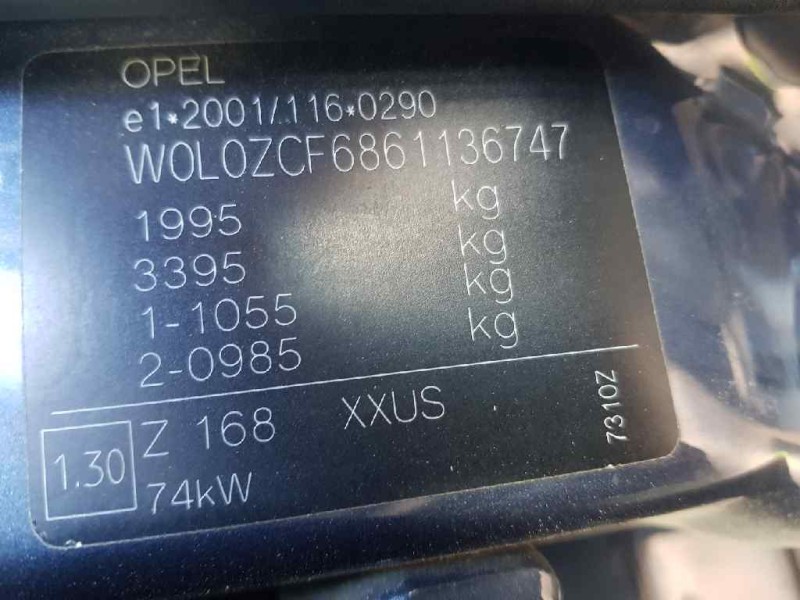 OPEL
e1*2001/116*0290
W0L0ZCF6861136747
1995 kg
3395 kg
1-1055 kg
2-0985 kg
1.30 Z 168 XXUS
74kW
7310Z